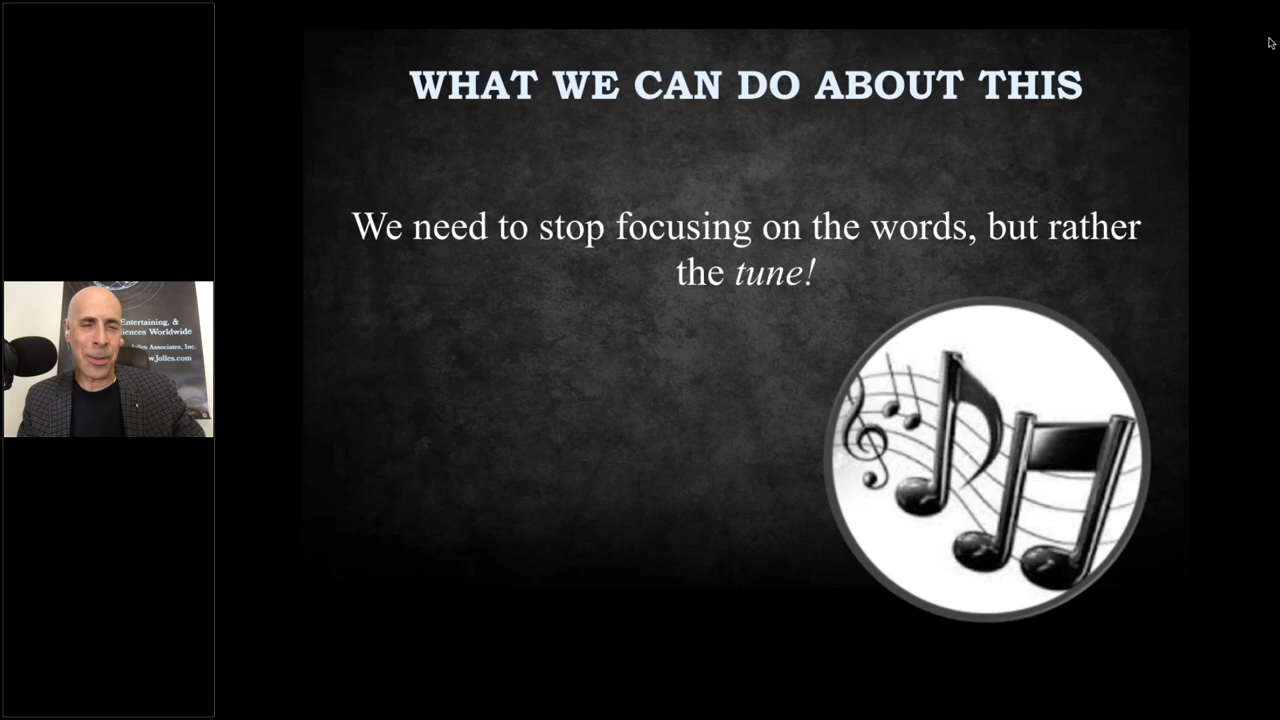 WHAT WE CAN DO ABOUT THIS
We need to stop focusing on the words, but rather
the tune!
Entertaining, &
iences Worldwide
Jolles Associates, Inc.
w.Jolles.com